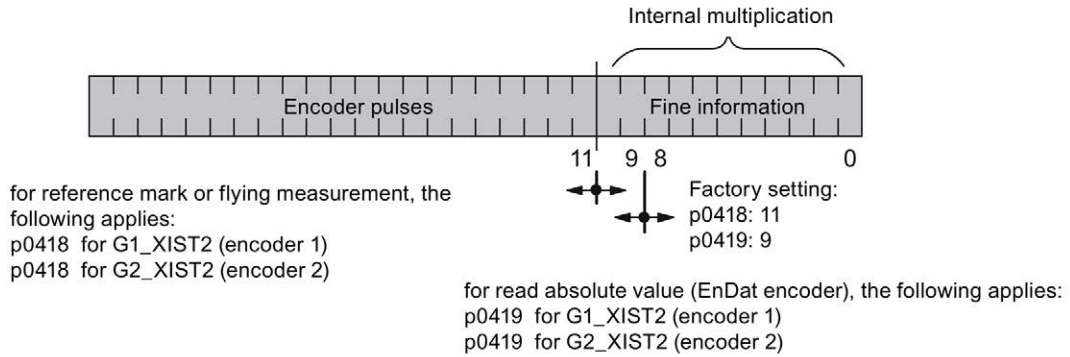 Internal multiplication
Encoder pulses
Fine information
11
9
8
0
for reference mark or flying measurement, the
following applies:
p0418 for G1_XIST2 (encoder 1)
p0418 for G2_XIST2 (encoder 2)
Factory setting:
p0418: 11
p0419: 9
for read absolute value (EnDat encoder), the following applies:
p0419 for G1_XIST2 (encoder 1)
p0419 for G2_XIST2 (encoder 2)